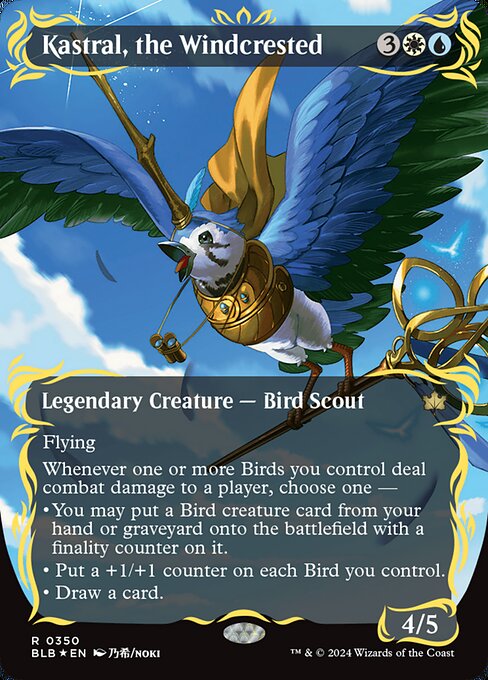 Kastral, the Windcrested 3
Legendary Creature — Bird Scout
Flying
Whenever one or more Birds you control deal
combat damage to a player, choose one —
• You may put a Bird creature card from your
hand or graveyard onto the battlefield with a
finality counter on it.
• Put a +1/+1 counter on each Bird you control.
• Draw a card.
4/5
R 0350
BLB ★ EN 乃希/NOKI
™ & © 2024 Wizards of the Coast